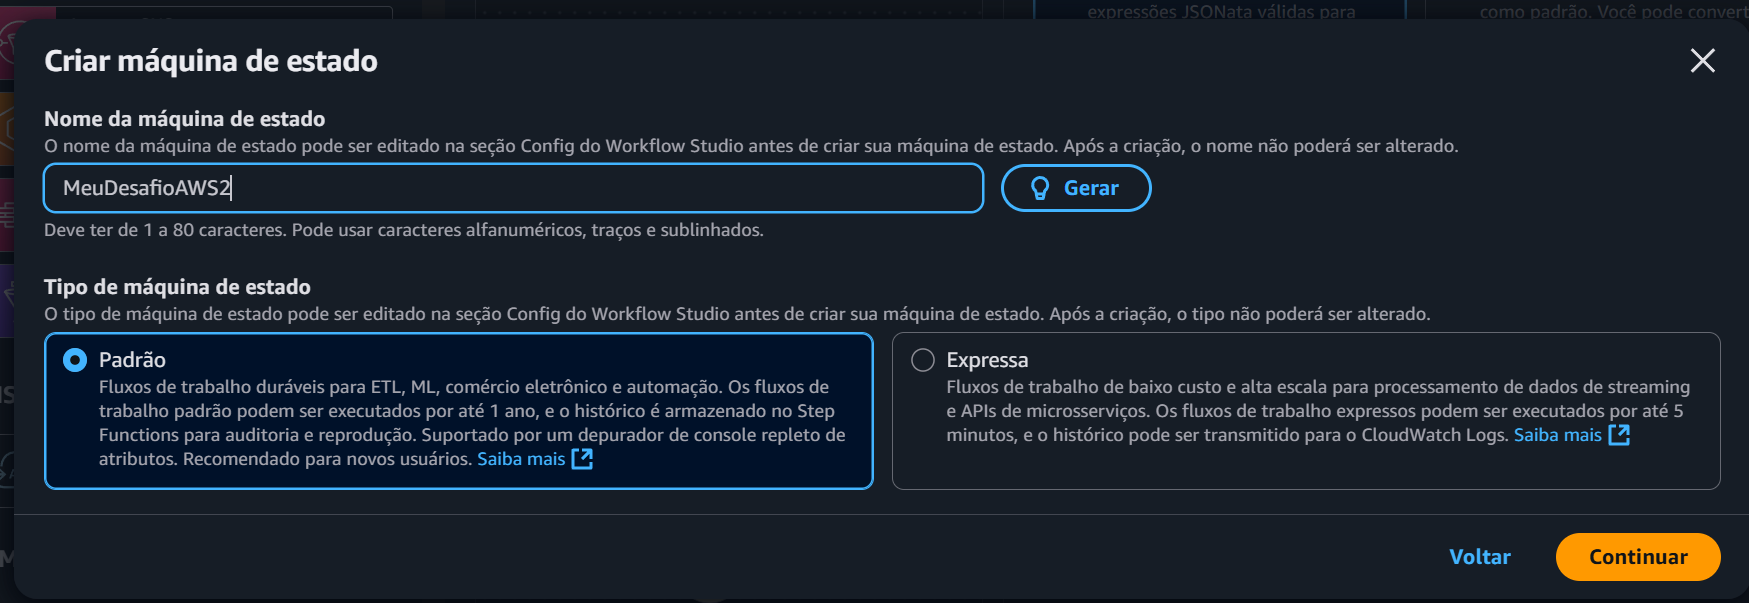 expressões JSONata válidas para
como padrão. Você pode convert
Criar máquina de estado
Nome da máquina de estado
O nome da máquina de estado pode ser editado na seção Config do Workflow Studio antes de criar sua máquina de estado. Após a criação, o nome não poderá ser alterado.
MeuDesafioAWS2
Gerar
Deve ter de 1 a 80 caracteres. Pode usar caracteres alfanuméricos, traços e sublinhados.
Tipo de máquina de estado
O tipo de máquina de estado pode ser editado na seção Config do Workflow Studio antes de criar sua máquina de estado. Após a criação, o tipo não poderá ser alterado.
Padrão
Fluxos de trabalho duráveis para ETL, ML, comércio eletrônico e automação. Os fluxos de
trabalho padrão podem ser executados por até 1 ano, e o histórico é armazenado no Step
Functions para auditoria e reprodução. Suportado por um depurador de console repleto de
atributos. Recomendado para novos usuários. Saiba mais
Expressa
Fluxos de trabalho de baixo custo e alta escala para processamento de dados de streaming
e APIs de microsserviços. Os fluxos de trabalho expressos podem ser executados por até 5
minutos, e o histórico pode ser transmitido para o CloudWatch Logs. Saiba mais
Voltar
Continuar